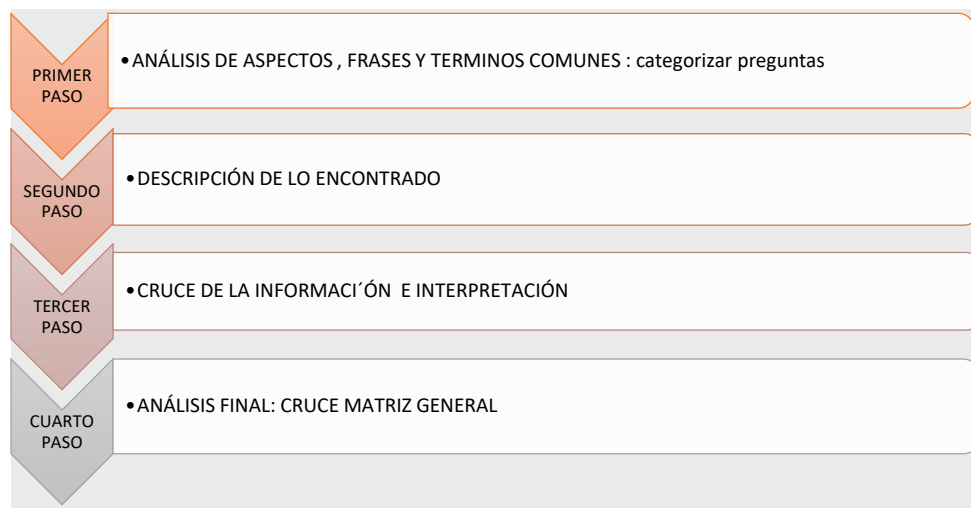 PRIMER
PASO
•ANÁLISIS DE ASPECTOS , FRASES Y TERMINOS COMUNES : categorizar preguntas
SEGUNDO
PASO
•DESCRIPCIÓN DE LO ENCONTRADO
TERCER
PASO
•CRUCE DE LA INFORMACI´ÓN E INTERPRETACIÓN
CUARTO
PASO
•ANÁLISIS FINAL: CRUCE MATRIZ GENERAL